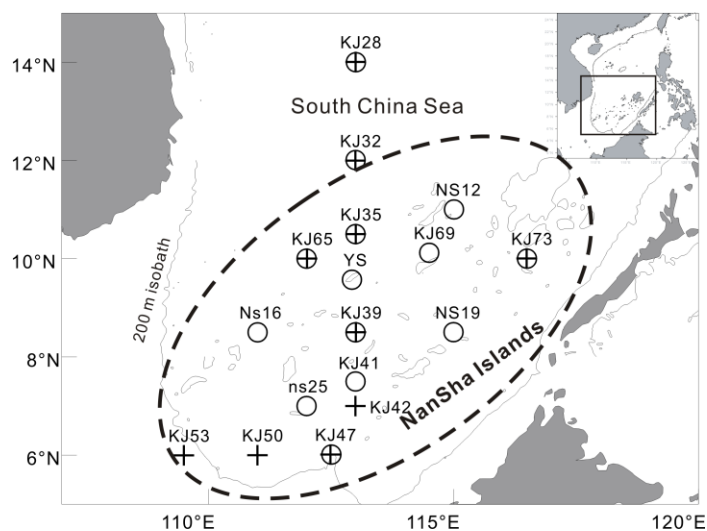 14°N
12°N
10°N
8°N
6°N
110°E
115°E
120°E
KJ28
South China Sea
KJ32
NS12
KJ35
KJ65
KJ69
KJ73
YS
200 m isobath
Ns16
KJ39
NS19
KJ41
NanSha Islands
ns25
KJ42
KJ53
KJ50
KJ47